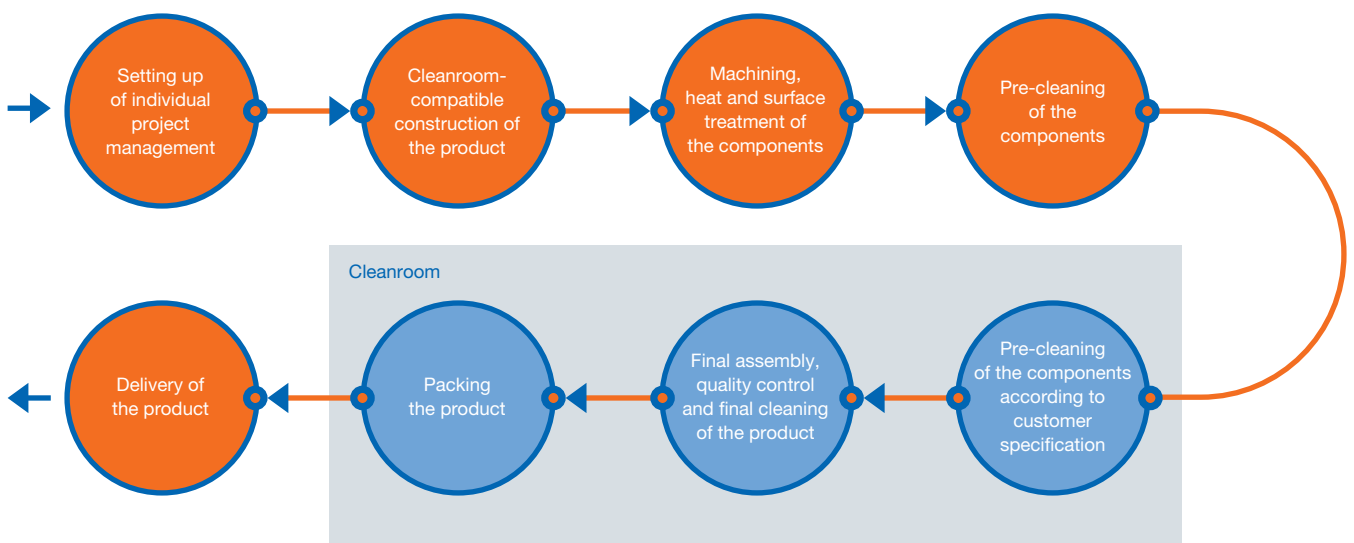 Setting up
of individual
project
management
Cleanroom-
compatible
construction of
the product
Machining,
heat and surface
treatment of
the components
Pre-cleaning
of the
components
Cleanroom
Delivery of
the product
Packing
the product
Final assembly,
quality control
and final cleaning
of the product
Pre-cleaning
of the components
according to
customer
specification